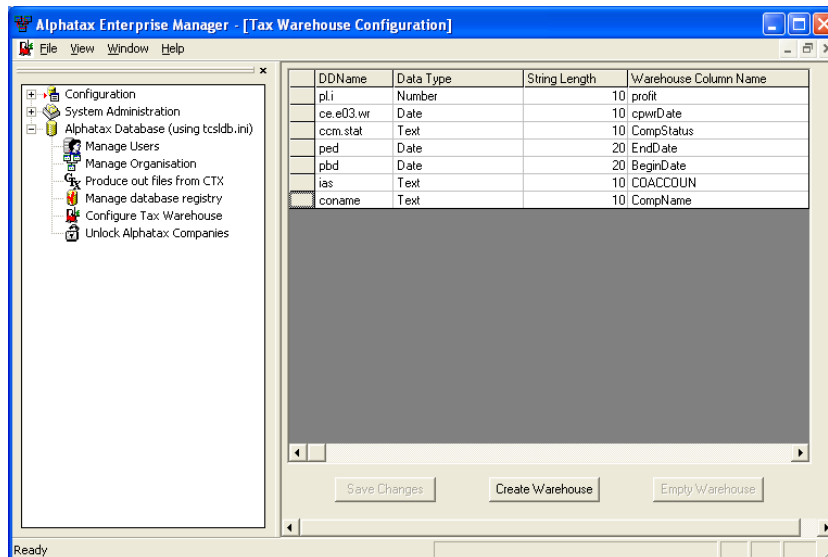 Alphatax Enterprise Manager - [Tax Warehouse Configuration]
File View Window Help
Configuration
System Administration
Alphatax Database (using tcsldb.ini)
Manage Users
Manage Organisation
Produce out files from CTX
Manage database registry
Configure Tax Warehouse
Unlock Alphatax Companies
DDName Data Type String Length Warehouse Column Name
pl.i Number 10 profit
ce.e03.wr Date 10 cpwrDate
ccm.stat Text 10 CompStatus
ped Date 20 EndDate
pbd Date 20 BeginDate
ias Text 10 COACCOUN
coname Text 10 CompName
Save Changes Create Warehouse Empty Warehouse
Ready